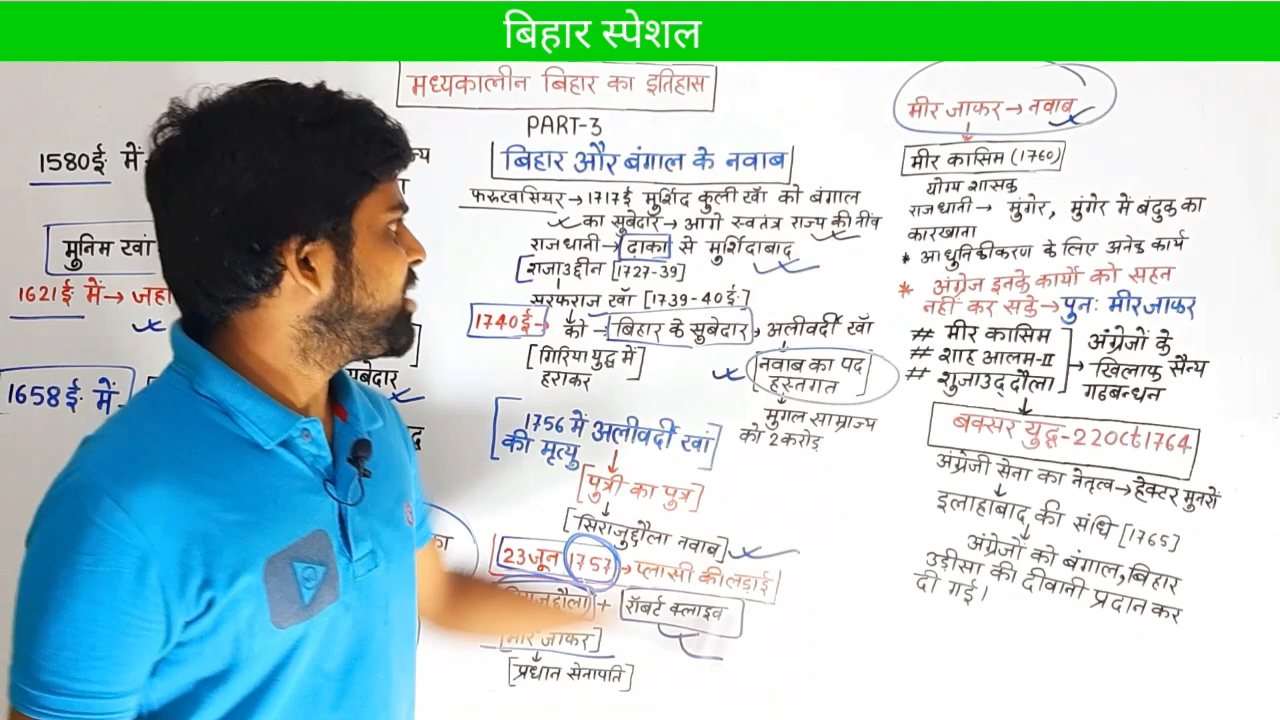 बिहार स्पेशल
मध्यकालीन बिहार का इतिहास
PART-3
बिहार और बंगाल के नवाब
1580ई में
मुनिम खां
1621ई में→ जहा
1658ई में
फरूखसियर→1717ई मुर्शिद कुली खाँ को बंगाल
का सुबेदार→ आगे स्वतंत्र राज्य की नींव
राजधानी→ ढ़ाका से मुर्शिदाबाद
शुजाउद्दीन [1727-39]
सरफराज खाँ [1739-40ई.]
1740ई→ को - बिहार के सुबेदार, अलीवर्दी खाँ
[गिरिया युद्ध में
हराकर]
नवाब का पद
हस्तगत
मुगल साम्राज्य
को 2 करोड़
1756 में अलीवर्दी खां
की मृत्यु
[पुत्री का पुत्र]
[सिराजुद्दौला नवाब]
23 जून 1757→प्लासी की लड़ाई
+ रॉबर्ट क्लाइव
[मीर जाफर]
[प्रधान सेनापति]
मीर जाफर→ नवाब
मीर कासिम (1760)
योग्य शासक
राजधानी→ मुंगेर, मुंगेर में बंदुक का
कारखाना
* आधुनिकीकरण के लिए अनेक कार्य
* अंग्रेज इनके कार्यो को सहन
नहीं कर सके→ पुनः मीर जाफर
# मीर कासिम
# शाह आलम-II
# शुजाउद्दौला
अंग्रेजों के
→ खिलाफ सैन्य
गठबन्धन
बक्सर युद्ध-22 Oct 1764
अंग्रेजी सेना का नेतृत्व→हेक्टर मुनरो
इलाहाबाद की संधि [1765]
अंग्रेजों को बंगाल, बिहार
उड़ीसा की दीवानी प्रदान कर
दी गई।